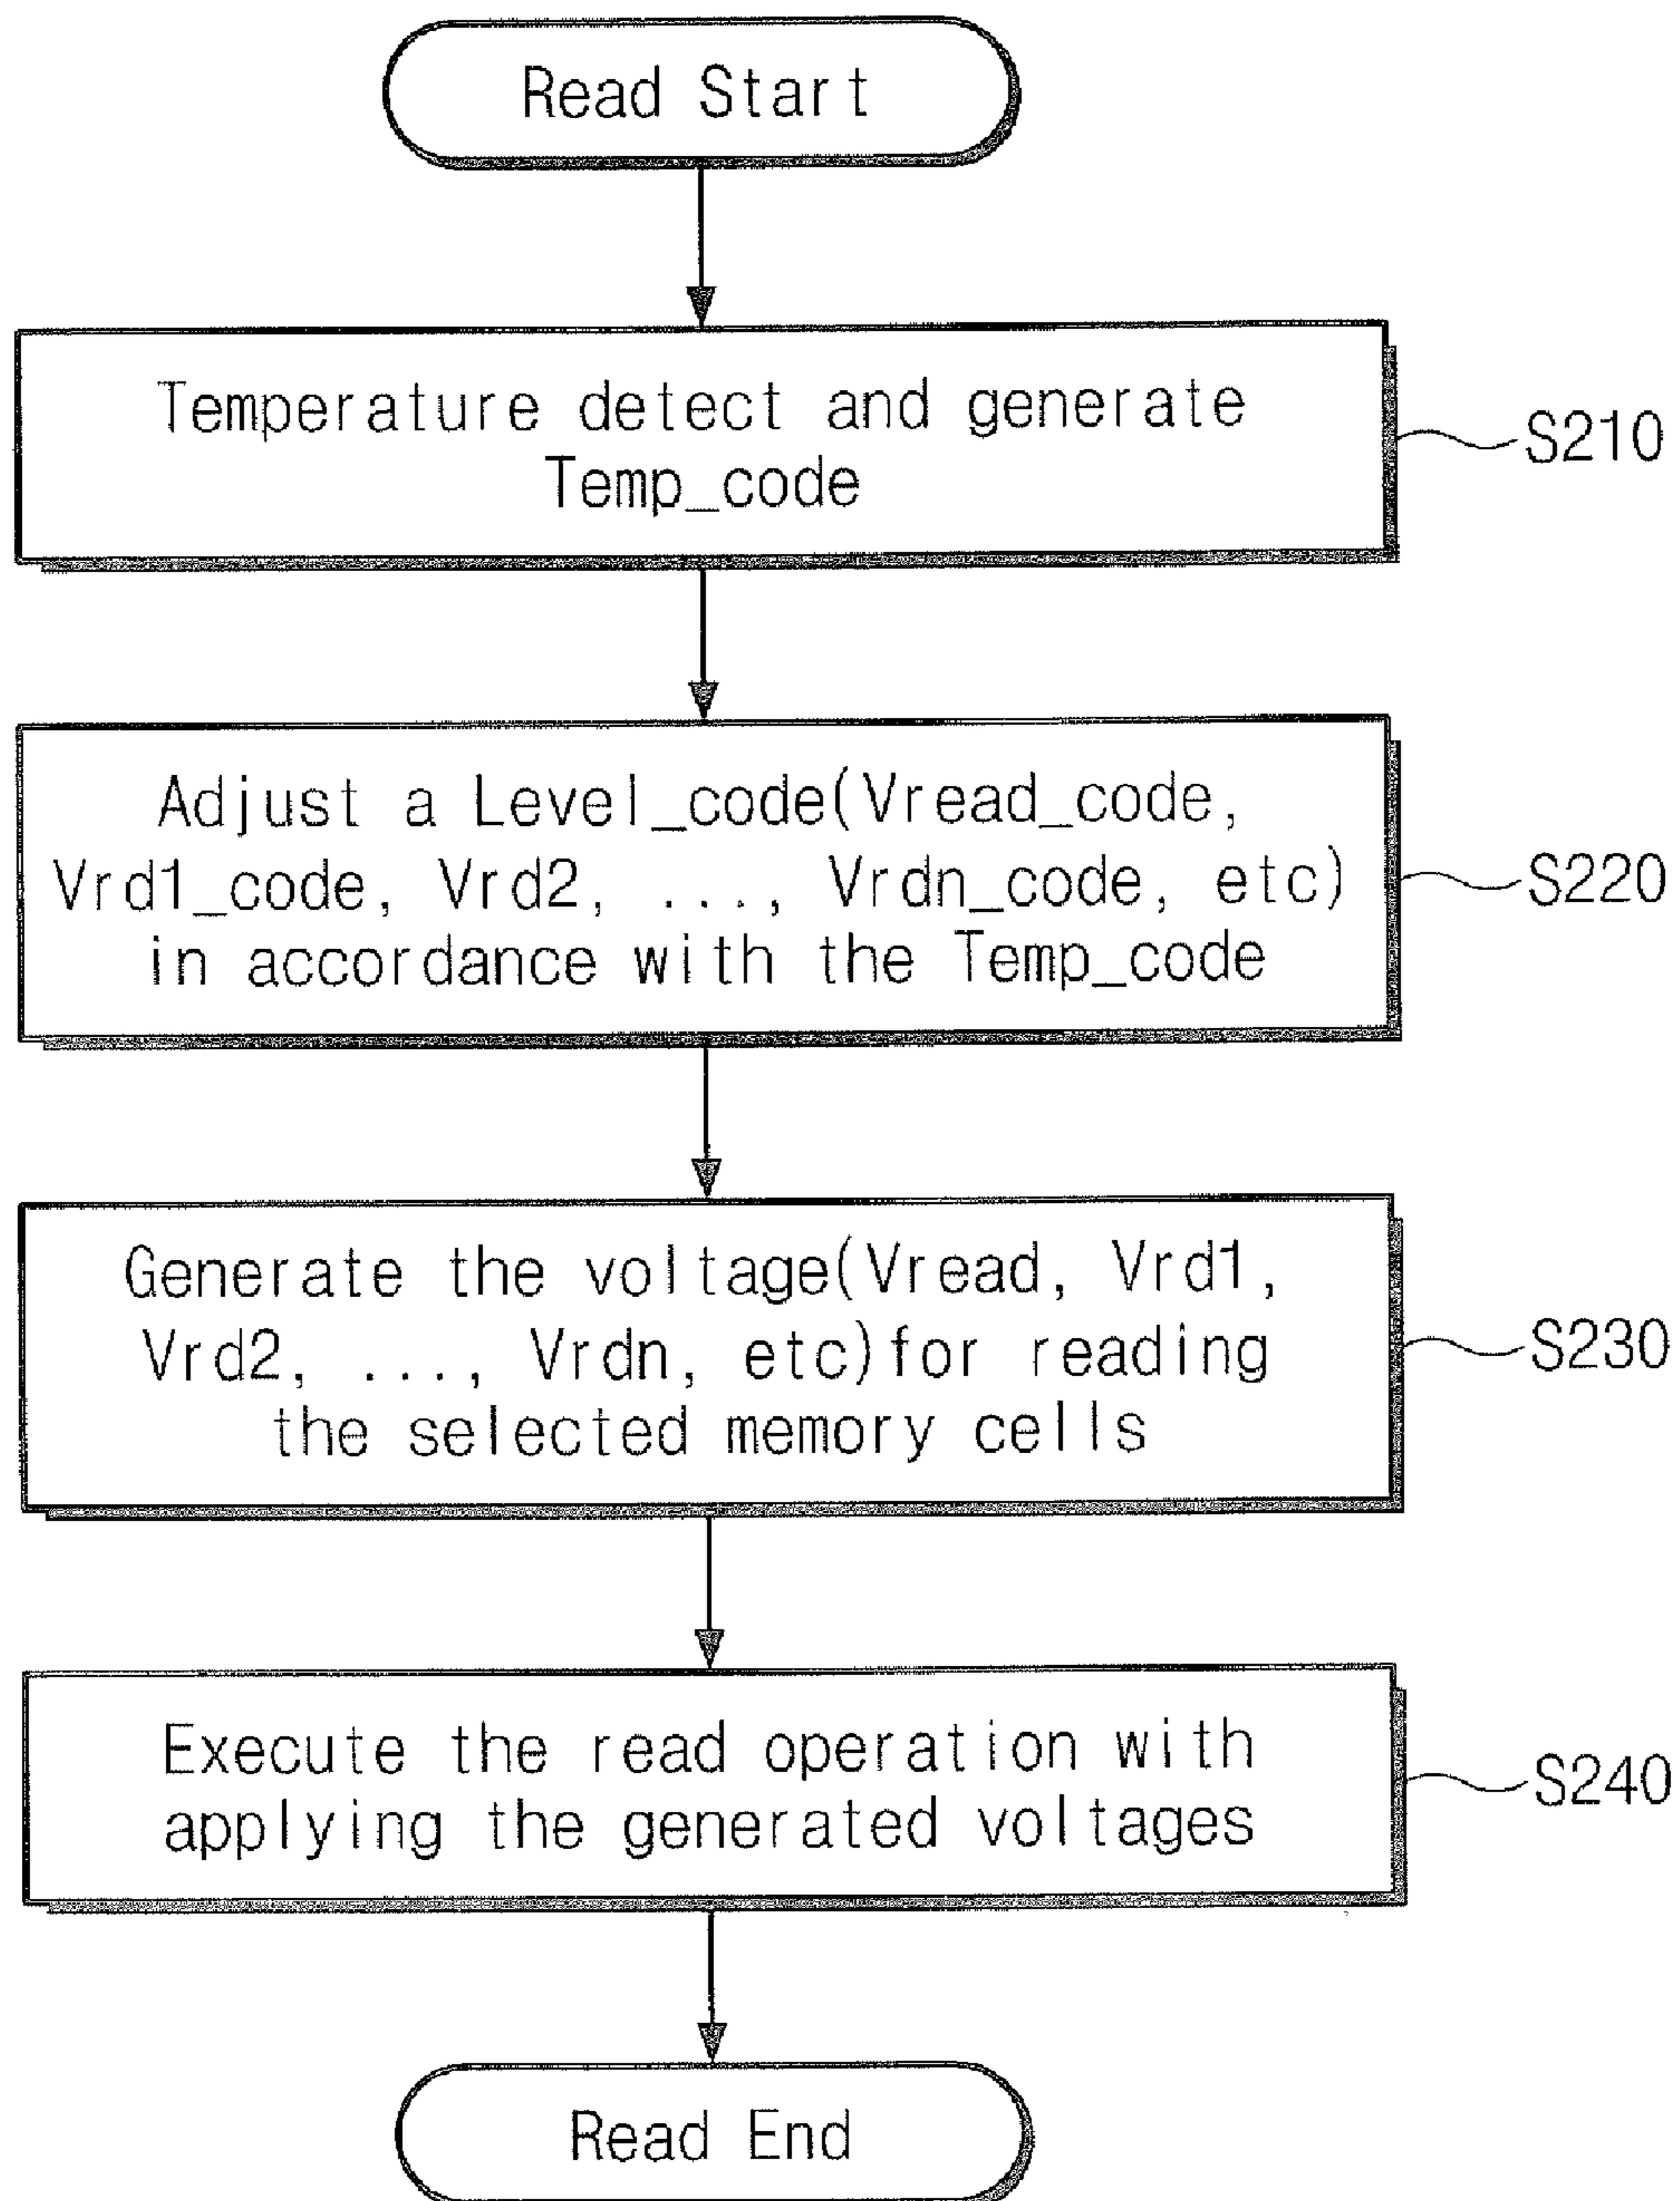 Read Start
Temperature detect and generate
Temp_code
S210
Adjust a Level_code(Vread_code,
Vrd1_code, Vrd2, ..., Vrdn_code, etc)
in accordance with the Temp_code
S220
Generate the voltage(Vread, Vrd1,
Vrd2, ..., Vrdn, etc)for reading
the selected memory cells
S230
Execute the read operation with
applying the generated voltages
S240
Read End